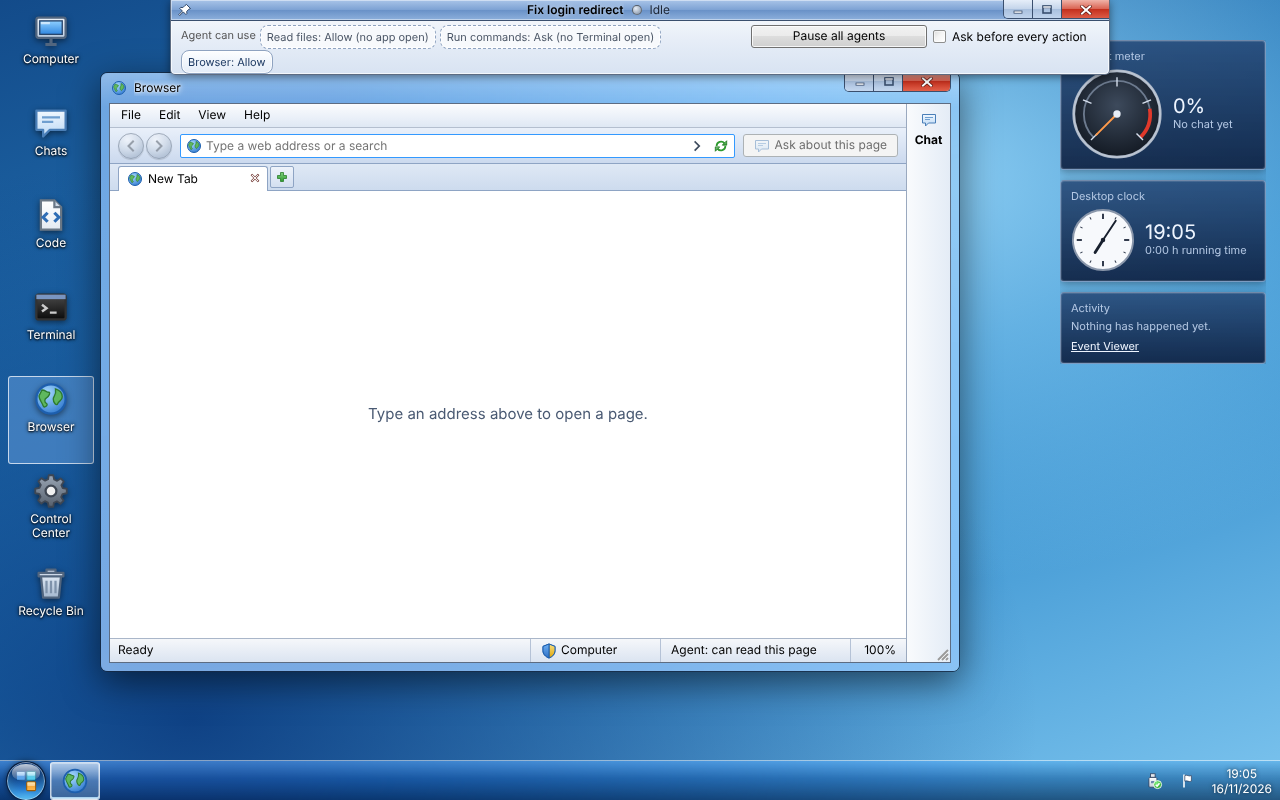 Fix login redirect Idle
Agent can use Read files: Allow (no app open) Run commands: Ask (no Terminal open) Pause all agents Ask before every action
Browser: Allow
Computer
Chats
Code
Terminal
Browser
Control
Center
Recycle Bin
Browser
File Edit View Help
Type a web address or a search Ask about this page
New Tab
Type an address above to open a page.
Chat
Ready Computer Agent: can read this page 100%
meter
0%
No chat yet
Desktop clock
19:05
0:00 h running time
Activity
Nothing has happened yet.
Event Viewer
19:05
16/11/2026